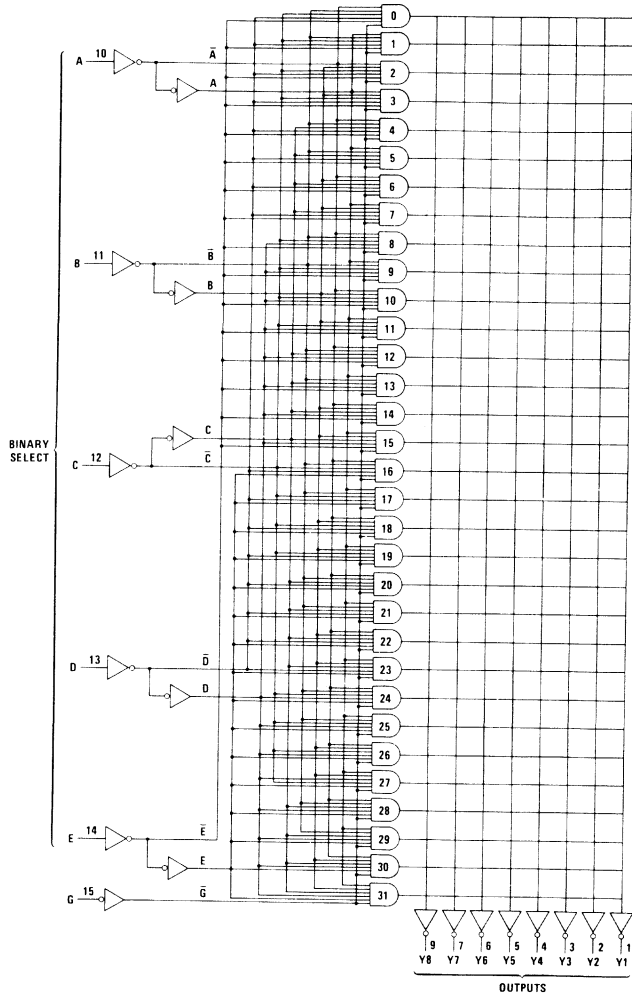 0
1
A 10 A̅
2
A
3
4
5
6
7
8
B 11 B̅
9
B
10
11
12
13
14
C
15
BINARY
SELECT
C 12 C̅
16
17
18
19
20
21
22
D 13 D̅
23
D
24
25
26
27
28
E 14 E̅
29
E
30
G 15 G̅
31
9 7 6 5 4 3 2 1
Y8 Y7 Y6 Y5 Y4 Y3 Y2 Y1
OUTPUTS